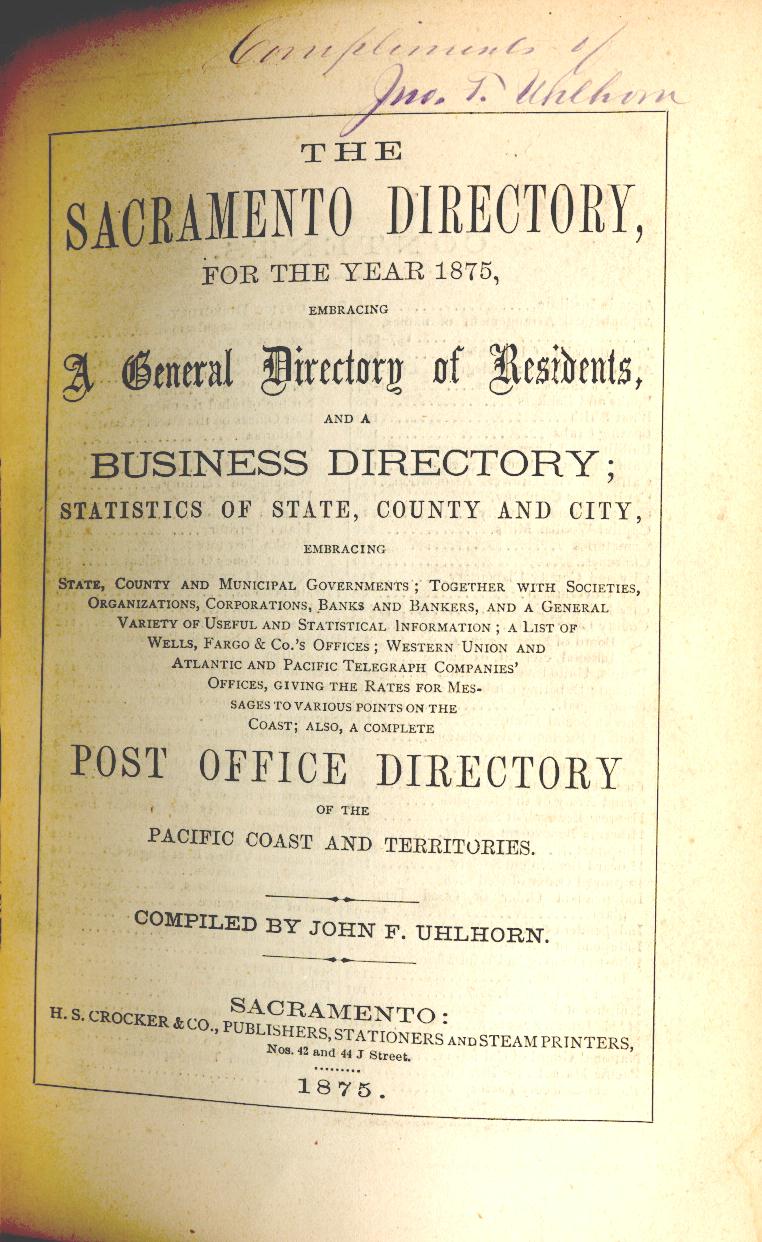 Compliments of
Jno. F. Uhlhorn
THE
SACRAMENTO DIRECTORY,
FOR THE YEAR 1875,
EMBRACING
A General Directory of Residents,
AND A
BUSINESS DIRECTORY;
STATISTICS OF STATE, COUNTY AND CITY,
EMBRACING
STATE, COUNTY AND MUNICIPAL GOVERNMENTS; TOGETHER WITH SOCIETIES,
ORGANIZATIONS, CORPORATIONS, BANKS AND BANKERS, AND A GENERAL
VARIETY OF USEFUL AND STATISTICAL INFORMATION; A LIST OF
WELLS, FARGO & CO.'S OFFICES; WESTERN UNION AND
ATLANTIC AND PACIFIC TELEGRAPH COMPANIES'
OFFICES, GIVING THE RATES FOR MES-
SAGES TO VARIOUS POINTS ON THE
COAST; ALSO, A COMPLETE
POST OFFICE DIRECTORY
OF THE
PACIFIC COAST AND TERRITORIES.
COMPILED BY JOHN F. UHLHORN.
SACRAMENTO:
H. S. CROCKER & CO., PUBLISHERS, STATIONERS AND STEAM PRINTERS,
Nos. 42 and 44 J Street.
1875.